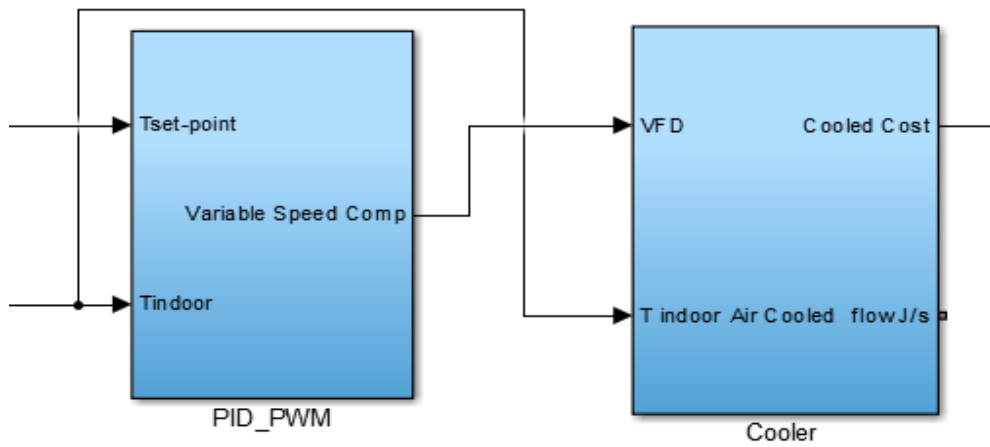 Tset-point
Variable Speed Comp
Tindoor
PID_PWM
VFD Cooled Cost
T indoor Air Cooled flowJ/s
Cooler